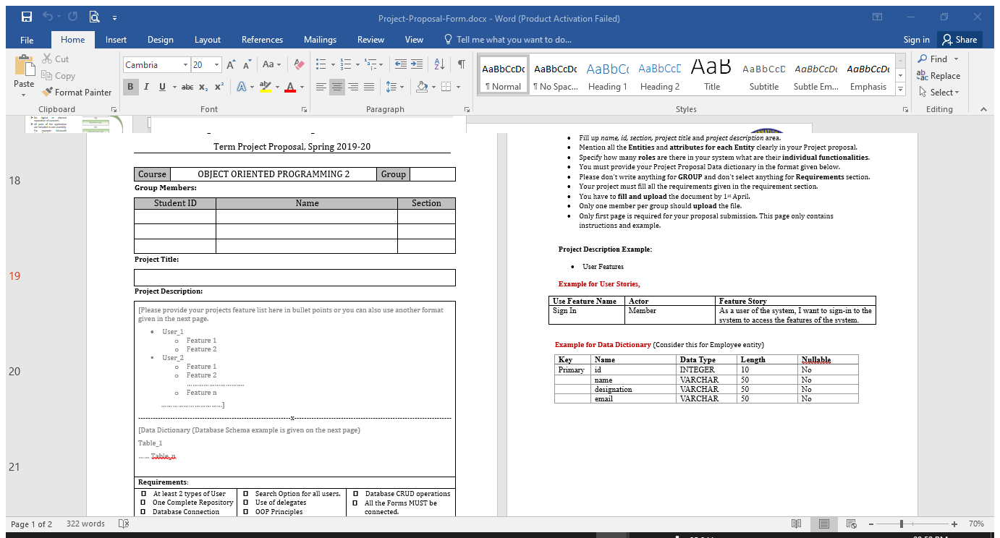 Project-Proposal-Form.docx - Word (Product Activation Failed)
File Home Insert Design Layout References Mailings Review View Tell me what you want to do... Sign in Share
Cut
Copy
Paste
Format Painter
Clipboard
Cambria 20
Font
Paragraph
AaBbCcDc AaBbCcDc AaBbCc AaBbCcD AaB AaBbCcD AaBbCcDc AaBbCcDc
¶ Normal ¶ No Spac... Heading 1 Heading 2 Title Subtitle Subtle Em... Emphasis
Styles
Find
Replace
Select
Editing
18
19
20
21
Term Project Proposal, Spring 2019-20
Course OBJECT ORIENTED PROGRAMMING 2 Group
Group Members:
Student ID Name Section
Project Title:
Project Description:
[Please provide your projects feature list here in bullet points or you can also use another format
given in the next page.
• User_1
o Feature 1
o Feature 2
• User_2
o Feature 1
o Feature 2
…………………………
o Feature n
……………………………]
-----x-----
[Data Dictionary (Database Schema example is given on the next page)
Table_1
…… Table_n
Requirements:
At least 2 types of User
One Complete Repository
Database Connection
Search Option for all users.
Use of delegates
OOP Principles
Database CRUD operations
All the Forms MUST be
connected.
• Fill up name, id, section, project title and project description area.
• Mention all the Entities and attributes for each Entity clearly in your Project proposal.
• Specify how many roles are there in your system what are their individual functionalities.
• You must provide your Project Proposal Data dictionary in the format given below.
• Please don't write anything for GROUP and don't select anything for Requirements section.
• Your project must fill all the requirements given in the requirement section.
• You have to fill and upload the document by 1st April.
• Only one member per group should upload the file.
• Only first page is required for your proposal submission. This page only contains
instructions and example.
Project Description Example:
• User Features
Example for User Stories,
Use Feature Name Actor Feature Story
Sign In Member As a user of the system, I want to sign-in to the
system to access the features of the system.
Example for Data Dictionary (Consider this for Employee entity)
Key Name Data Type Length Nullable
Primary id INTEGER 10 No
name VARCHAR 50 No
designation VARCHAR 50 No
email VARCHAR 50 No
Page 1 of 2 322 words
70%